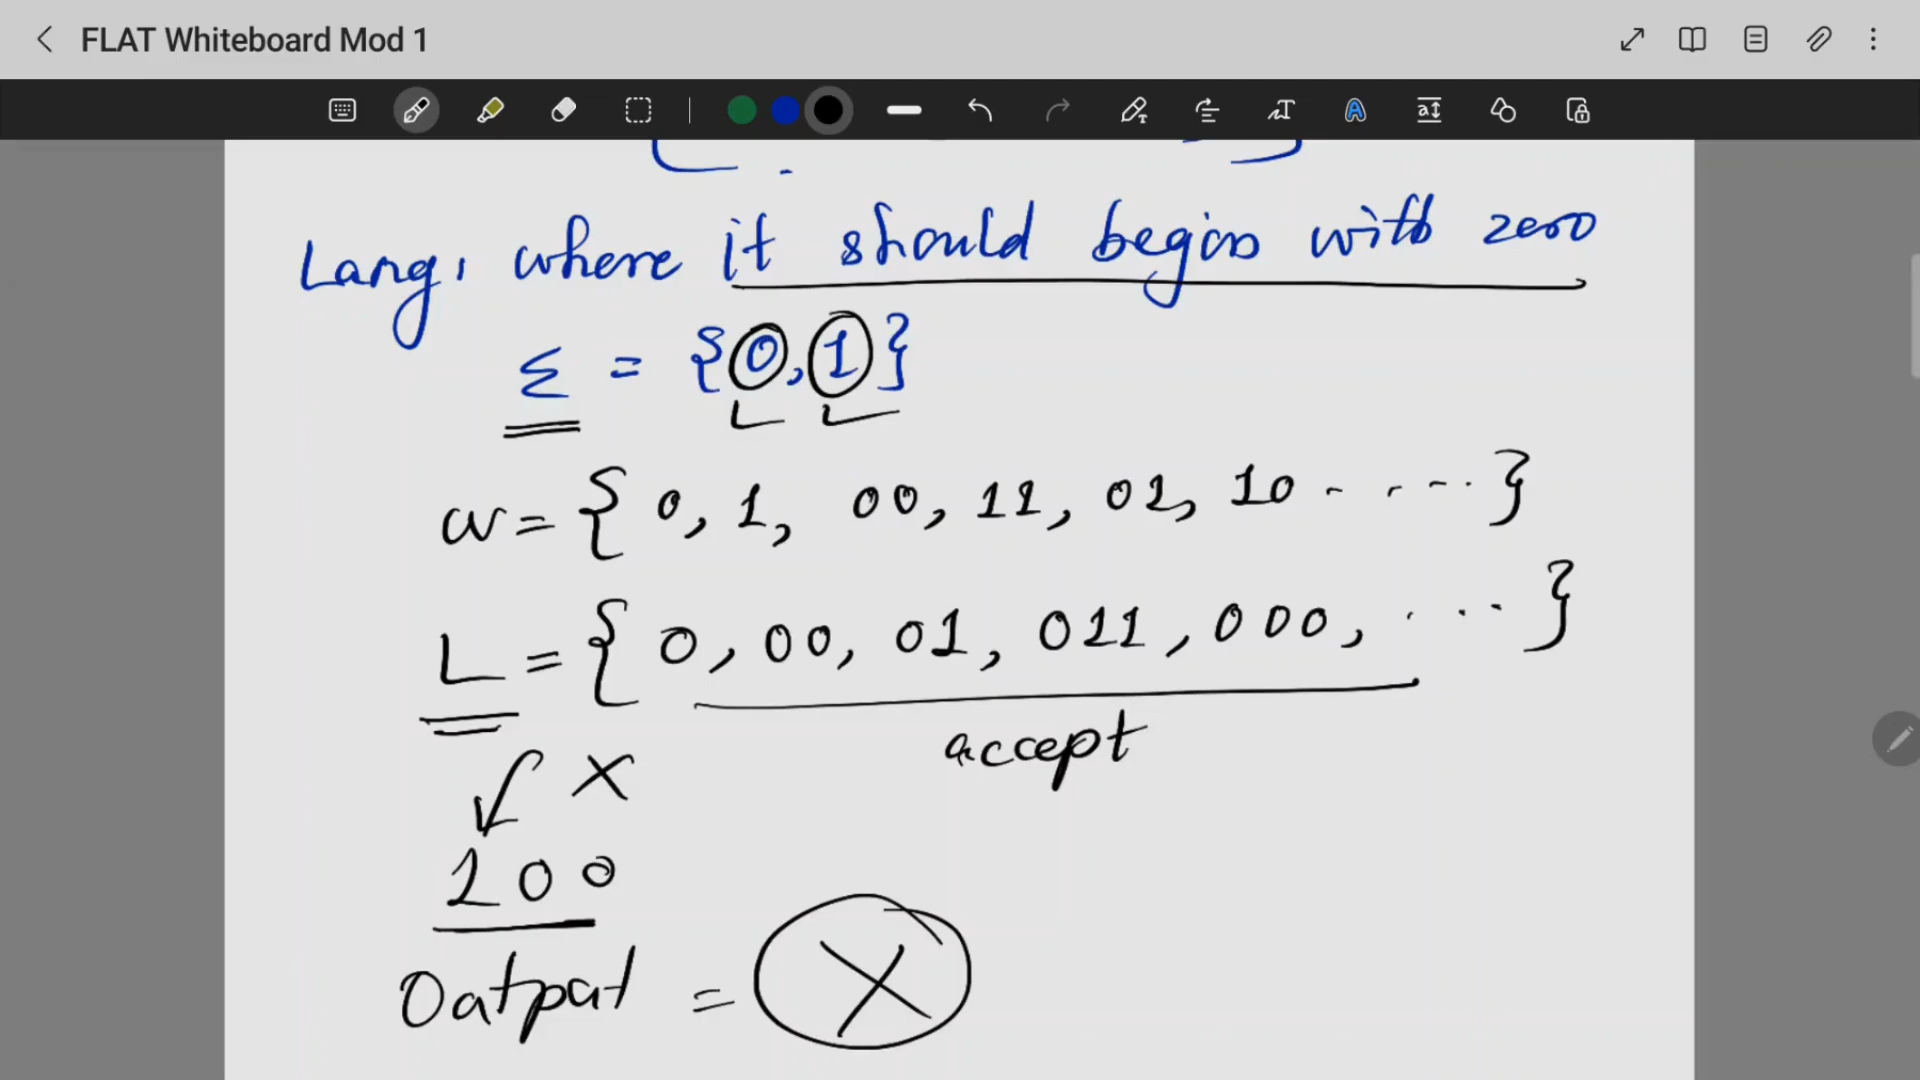 FLAT Whiteboard Mod 1
Lang, where it should begin with zero
Σ = {0, 1}
w = { 0, 1, 00, 11, 01, 10 - - - - - }
L = { 0, 00, 01, 011, 000, . . . . }
accept
X
100
Output = X